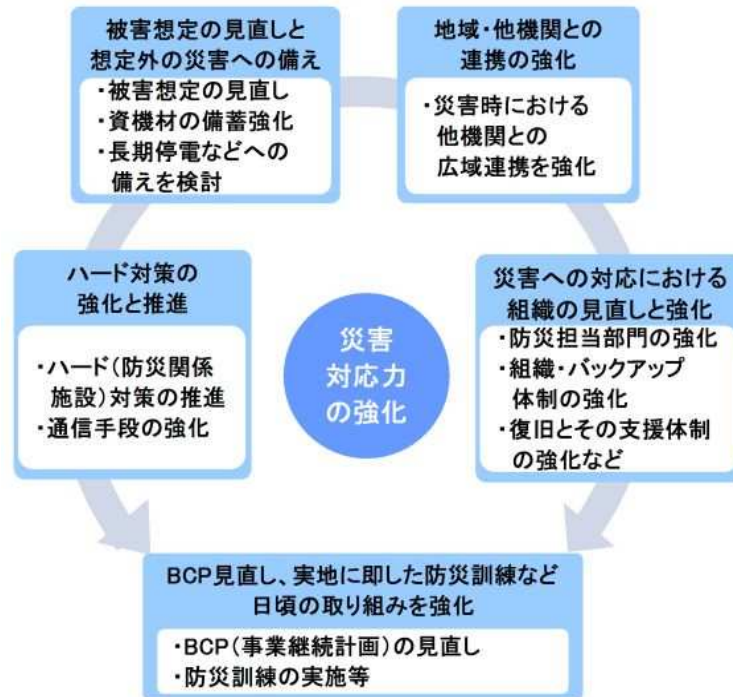 被害想定の見直しと
想定外の災害への備え
・被害想定の見直し
・資機材の備蓄強化
・長期停電などへの
備えを検討
地域・他機関との
連携の強化
・災害時における
他機関との
広域連携を強化
ハード対策の
強化と推進
・ハード(防災関係
施設)対策の推進
・通信手段の強化
災害
対応力
の強化
災害への対応における
組織の見直しと強化
・防災担当部門の強化
・組織・バックアップ
体制の強化
・復旧とその支援体制
の強化など
BCP見直し、実地に即した防災訓練など
日頃の取り組みを強化
・BCP(事業継続計画)の見直し
・防災訓練の実施等